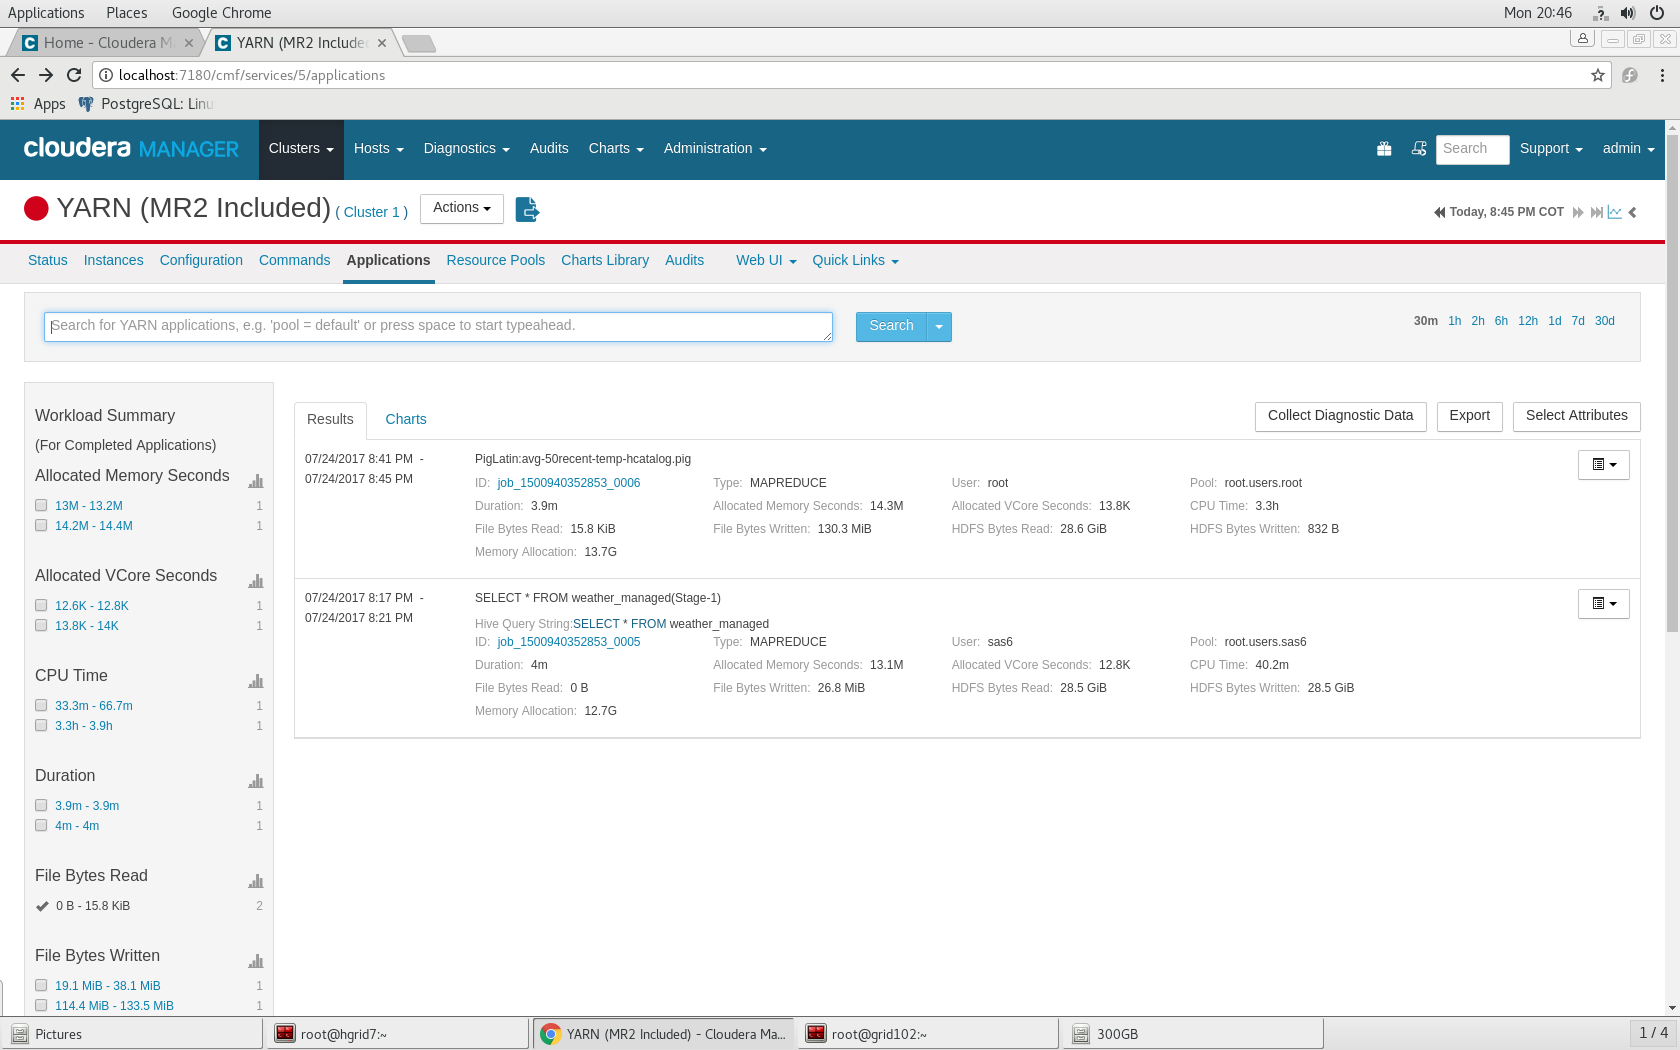 Applications Places Google Chrome Mon 20:46
Home - Cloudera M YARN (MR2 Include
localhost:7180/cmf/services/5/applications
Apps PostgreSQL: Linu
cloudera MANAGER Clusters Hosts Diagnostics Audits Charts Administration Search Support admin
YARN (MR2 Included) ( Cluster 1 ) Actions Today, 8:45 PM COT
Status Instances Configuration Commands Applications Resource Pools Charts Library Audits Web UI Quick Links
Search for YARN applications, e.g. 'pool = default' or press space to start typeahead. Search 30m 1h 2h 6h 12h 1d 7d 30d
Workload Summary
(For Completed Applications)
Allocated Memory Seconds
13M - 13.2M 1
14.2M - 14.4M 1
Allocated VCore Seconds
12.6K - 12.8K 1
13.8K - 14K 1
CPU Time
33.3m - 66.7m 1
3.3h - 3.9h 1
Duration
3.9m - 3.9m 1
4m - 4m 1
File Bytes Read
0 B - 15.8 KiB 2
File Bytes Written
19.1 MiB - 38.1 MiB 1
114.4 MiB - 133.5 MiB 1
Results Charts Collect Diagnostic Data Export Select Attributes
07/24/2017 8:41 PM - PigLatin:avg-50recent-temp-hcatalog.pig
07/24/2017 8:45 PM ID: job_1500940352853_0006 Type: MAPREDUCE User: root Pool: root.users.root
Duration: 3.9m Allocated Memory Seconds: 14.3M Allocated VCore Seconds: 13.8K CPU Time: 3.3h
File Bytes Read: 15.8 KiB File Bytes Written: 130.3 MiB HDFS Bytes Read: 28.6 GiB HDFS Bytes Written: 832 B
Memory Allocation: 13.7G
07/24/2017 8:17 PM - SELECT * FROM weather_managed(Stage-1)
07/24/2017 8:21 PM
Hive Query String:SELECT * FROM weather_managed
ID: job_1500940352853_0005 Type: MAPREDUCE User: sas6 Pool: root.users.sas6
Duration: 4m Allocated Memory Seconds: 13.1M Allocated VCore Seconds: 12.8K CPU Time: 40.2m
File Bytes Read: 0 B File Bytes Written: 26.8 MiB HDFS Bytes Read: 28.5 GiB HDFS Bytes Written: 28.5 GiB
Memory Allocation: 12.7G
Pictures root@hgrid7:~ YARN (MR2 Included) - Cloudera Ma... root@grid102:~ 300GB 1 / 4